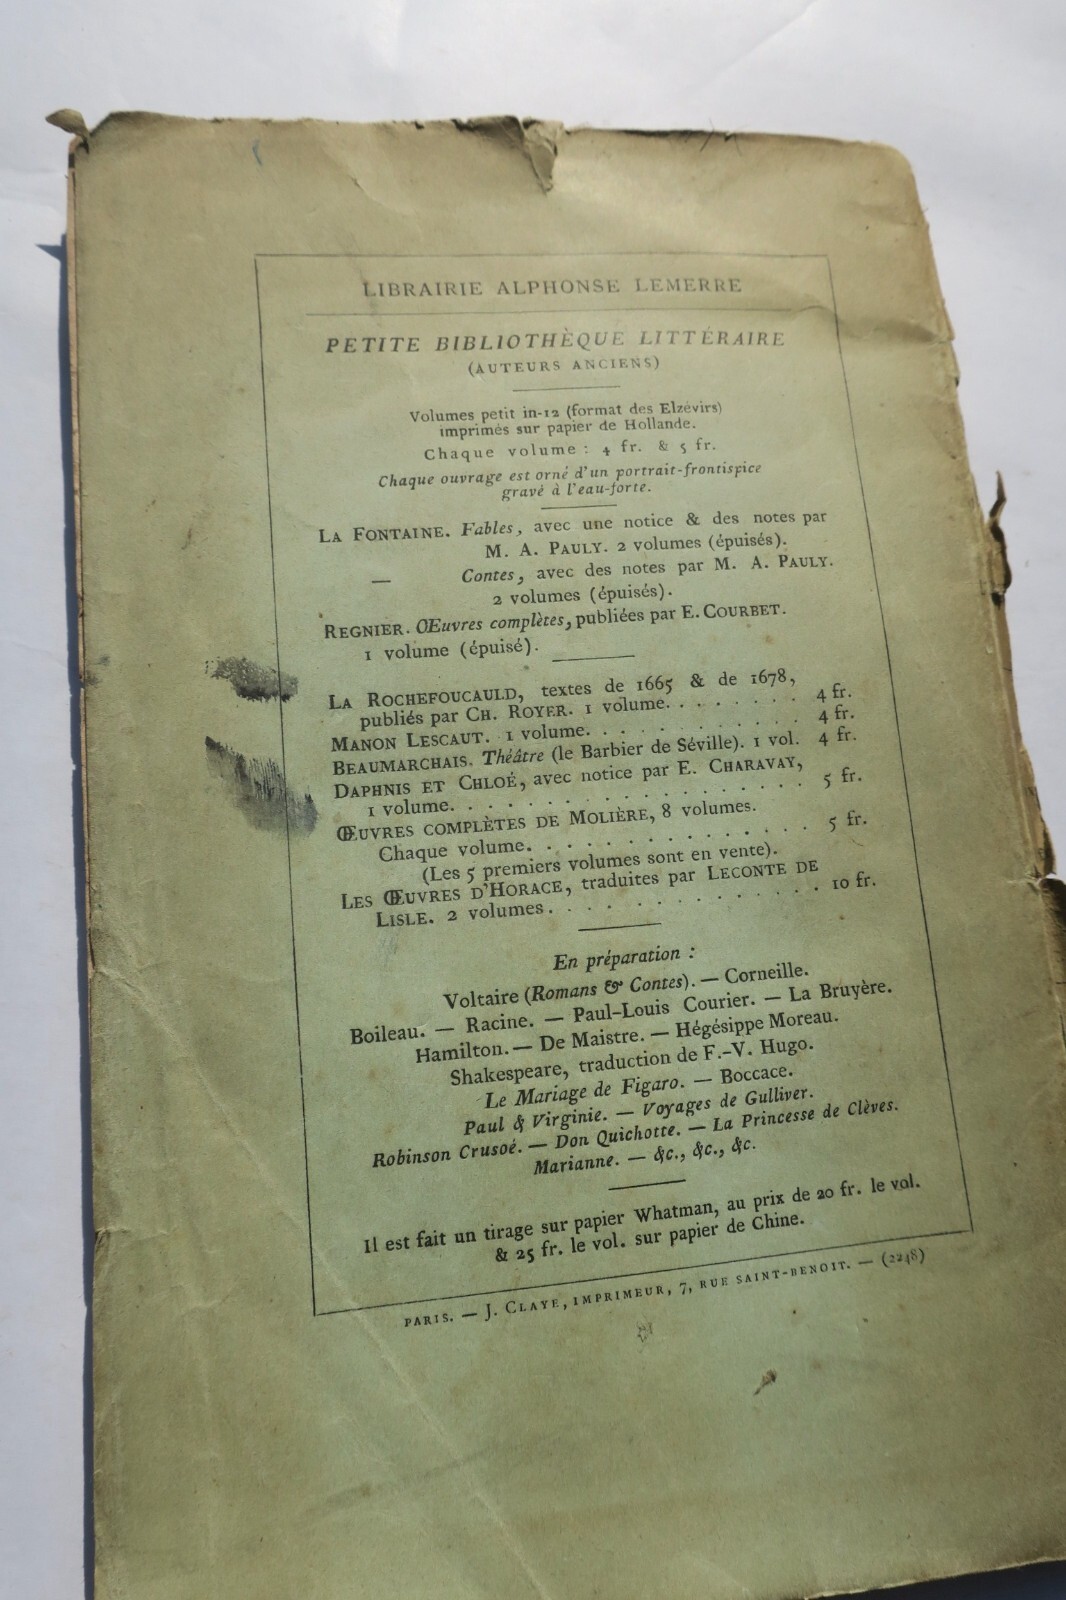 LIBRAIRIE ALPHONSE LEMERRE
PETITE BIBLIOTHÈQUE LITTÉRAIRE
(AUTEURS ANCIENS)
Volumes petit in-12 (format des Elzévirs)
imprimés sur papier de Hollande.
Chaque volume : 4 fr. & 5 fr.
Chaque ouvrage est orné d'un portrait-frontispice
gravé à l'eau-forte.
LA FONTAINE. Fables, avec une notice & des notes par
M. A. PAULY. 2 volumes (épuisés).
— Contes, avec des notes par M. A. PAULY.
2 volumes (épuisés).
REGNIER. Œuvres complètes, publiées par E. COURBET.
1 volume (épuisé).
LA ROCHEFOUCAULD, textes de 1665 & de 1678,
publiés par CH. ROYER. 1 volume. . . . . . . . 4 fr.
MANON LESCAUT. 1 volume. . . . . . . . . . . . 4 fr.
BEAUMARCHAIS. Théâtre (le Barbier de Séville). 1 vol. 4 fr.
DAPHNIS ET CHLOÉ, avec notice par E. CHARAVAY,
1 volume. . . . . . . . . . . . . . . . . . 5 fr.
ŒUVRES COMPLÈTES DE MOLIÈRE, 8 volumes.
Chaque volume. . . . . . . . . . . . . . . 5 fr.
(Les 5 premiers volumes sont en vente).
LES ŒUVRES D'HORACE, traduites par LECONTE DE
LISLE. 2 volumes. . . . . . . . . . . . . . 10 fr.
En préparation :
Voltaire (Romans & Contes). — Corneille.
Boileau. — Racine. — Paul-Louis Courier. — La Bruyère.
Hamilton. — De Maistre. — Hégésippe Moreau.
Shakespeare, traduction de F.-V. Hugo.
Le Mariage de Figaro. — Boccace.
Paul & Virginie. — Voyages de Gulliver.
Robinson Crusoé. — Don Quichotte. — La Princesse de Clèves.
Marianne. — &c., &c., &c.
Il est fait un tirage sur papier Whatman, au prix de 20 fr. le vol.
& 25 fr. le vol. sur papier de Chine.
PARIS. — J. CLAYE, IMPRIMEUR, 7, RUE SAINT-BENOIT. — (2248)